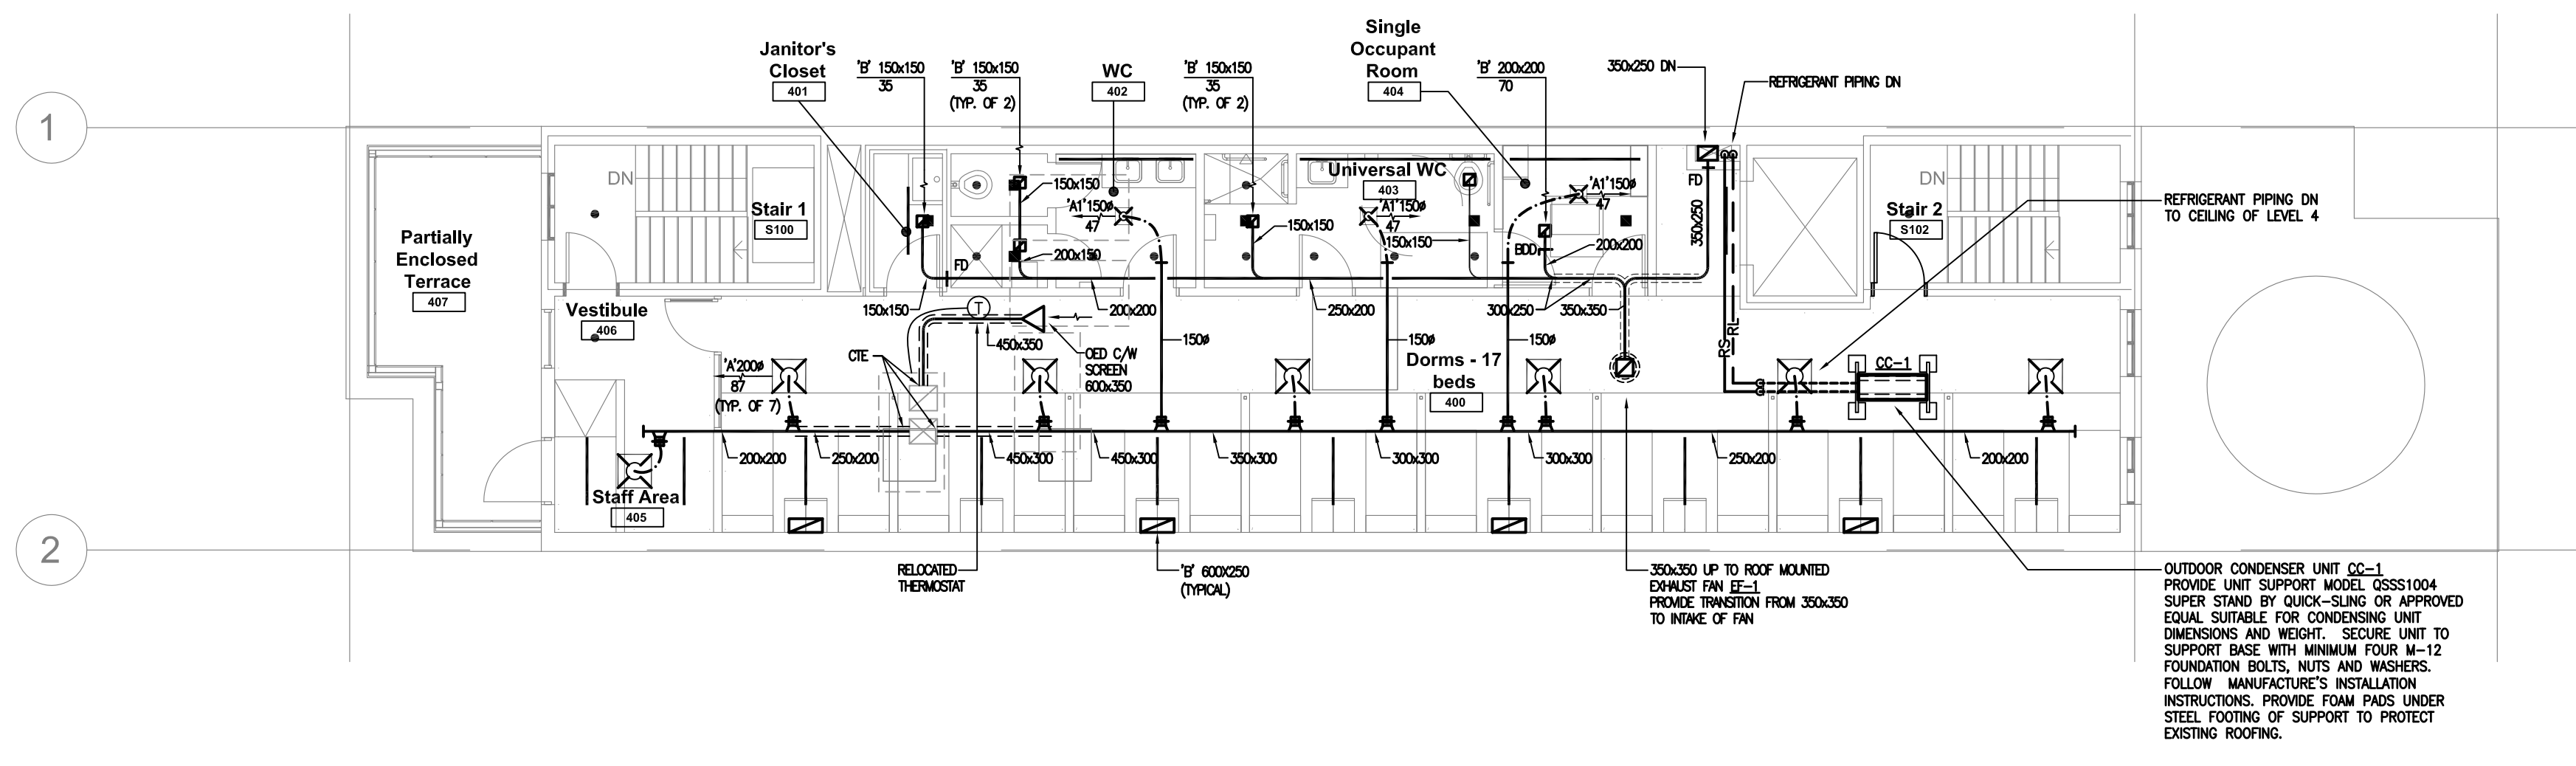 1
2
Janitor's
Closet
401
'B' 150x150
35
'B' 150x150
35
(TYP. OF 2)
WC
402
'B' 150x150
35
(TYP. OF 2)
Single
Occupant
Room
404
'B' 200x200
70
350x250 DN
REFRIGERANT PIPING DN
DN
Stair 1
S100
150x150
'A1'150ø
47
Universal WC
403
'A1'150ø
47
'A1'150ø
47
FD
350x250
DN
Stair 2
S102
REFRIGERANT PIPING DN
TO CEILING OF LEVEL 4
Partially
Enclosed
Terrace
407
FD
200x150
150x150
150x150
BDD
200x200
Vestibule
406
150x150
T
200x200
250x200
300x250
350x350
450x350
CTE
OED C/W
SCREEN
600x350
150ø
150ø
150ø
RS
RL
'A'200ø
87
(TYP. OF 7)
Dorms - 17
beds
400
CC-1
200x200
250x200
450x300
450x300
350x300
300x300
300x300
250x200
200x200
Staff Area
405
RELOCATED
THERMOSTAT
'B' 600X250
(TYPICAL)
350x350 UP TO ROOF MOUNTED
EXHAUST FAN EF-1
PROVIDE TRANSITION FROM 350x350
TO INTAKE OF FAN
OUTDOOR CONDENSER UNIT CC-1
PROVIDE UNIT SUPPORT MODEL QSSS1004
SUPER STAND BY QUICK-SLING OR APPROVED
EQUAL SUITABLE FOR CONDENSING UNIT
DIMENSIONS AND WEIGHT. SECURE UNIT TO
SUPPORT BASE WITH MINIMUM FOUR M-12
FOUNDATION BOLTS, NUTS AND WASHERS.
FOLLOW MANUFACTURE'S INSTALLATION
INSTRUCTIONS. PROVIDE FOAM PADS UNDER
STEEL FOOTING OF SUPPORT TO PROTECT
EXISTING ROOFING.